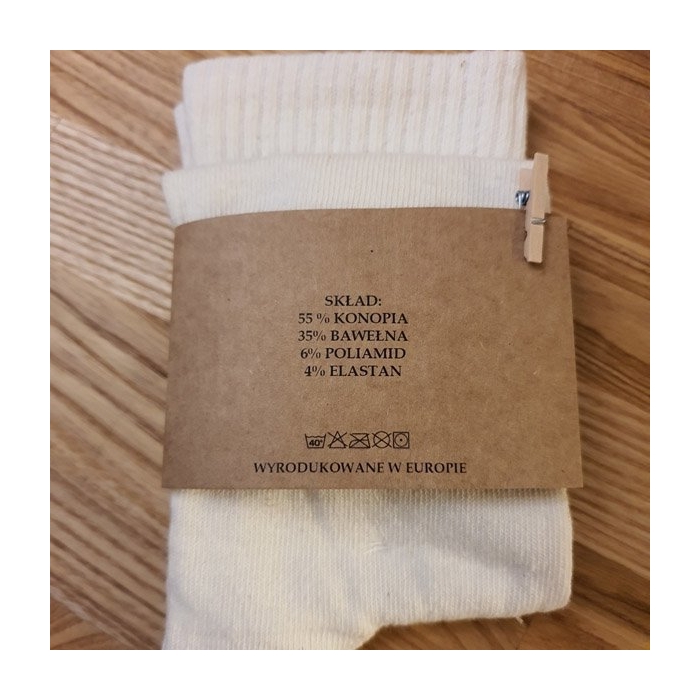 SKŁAD:
55 % KONOPIA
35% BAWEŁNA
6% POLIAMID
4% ELASTAN
40°
WYRODUKOWANE W EUROPIE